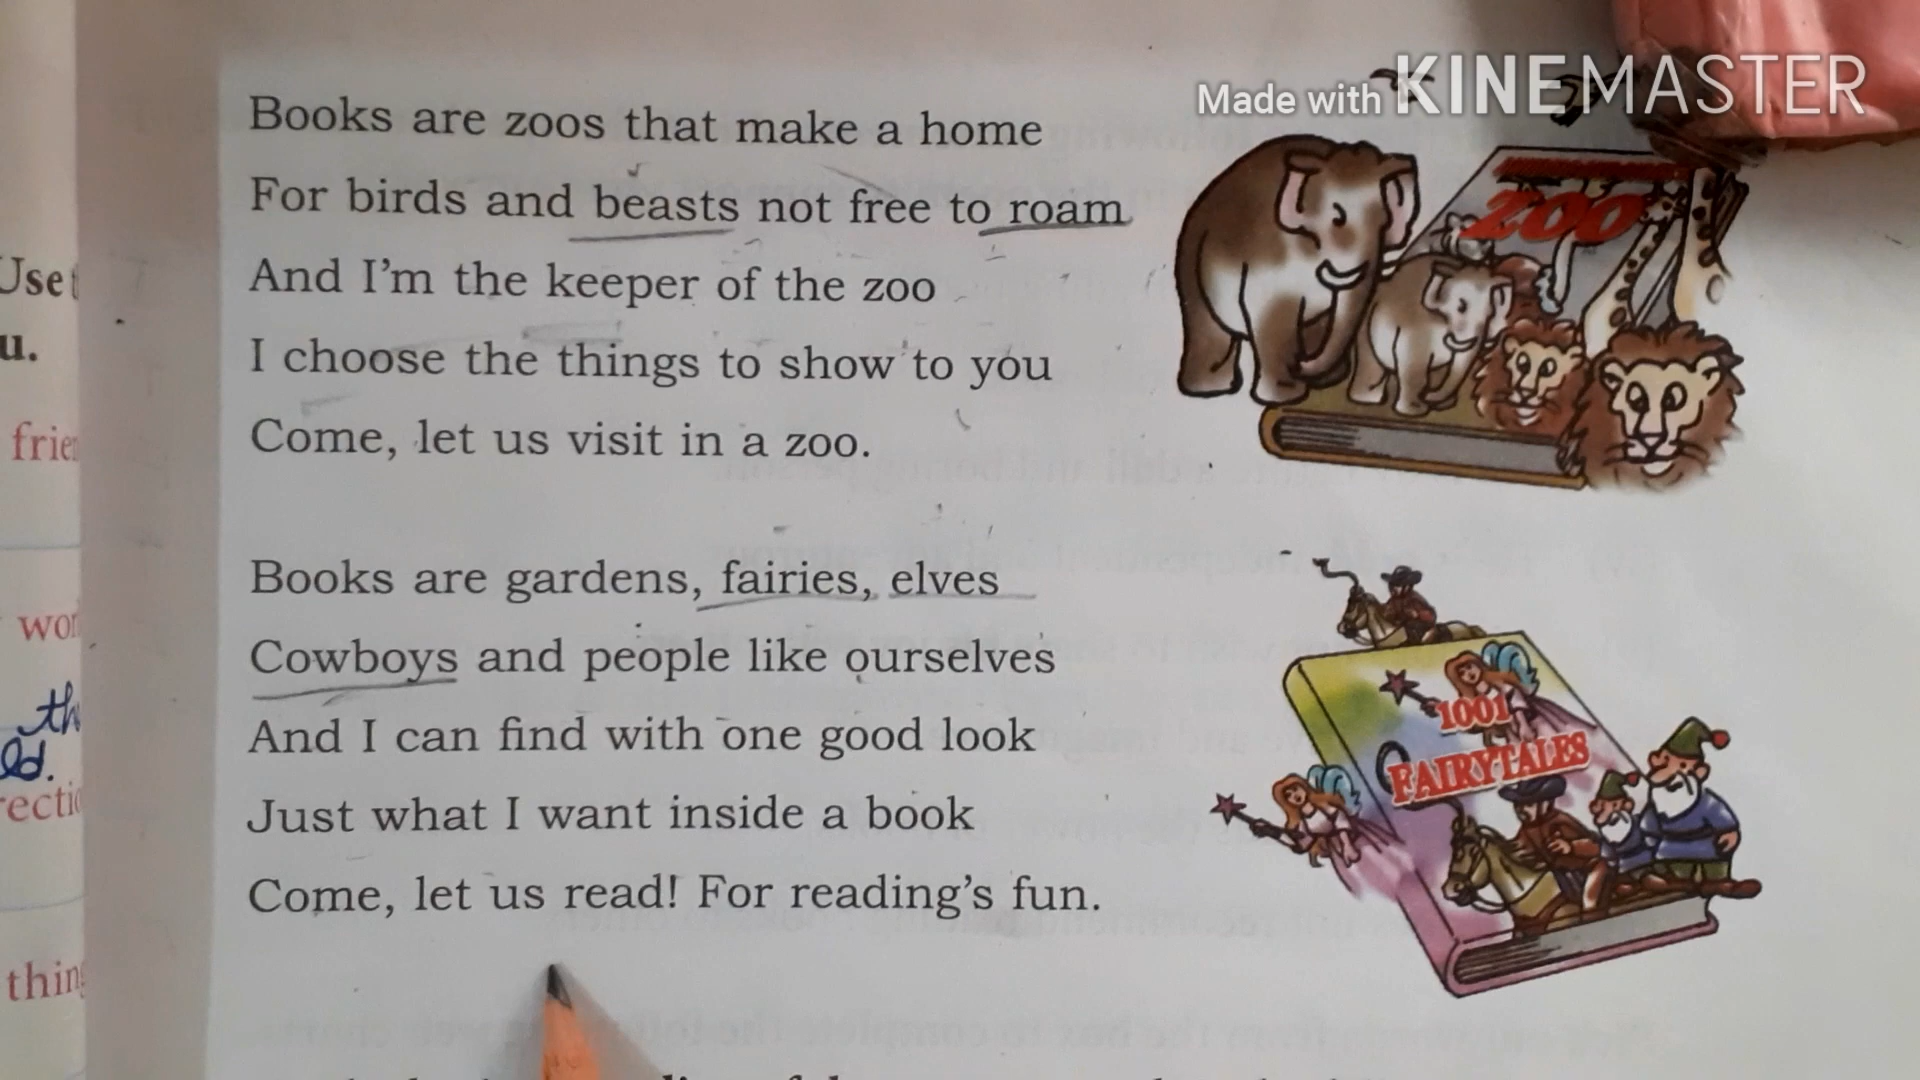 Made with KINEMASTER
Books are zoos that make a home
For birds and beasts not free to roam
And I'm the keeper of the zoo
I choose the things to show to you
Come, let us visit in a zoo.
ZOO
Books are gardens, fairies, elves
Cowboys and people like ourselves
And I can find with one good look
Just what I want inside a book
Come, let us read! For reading's fun.
1001
FAIRYTALES
Use
u.
th